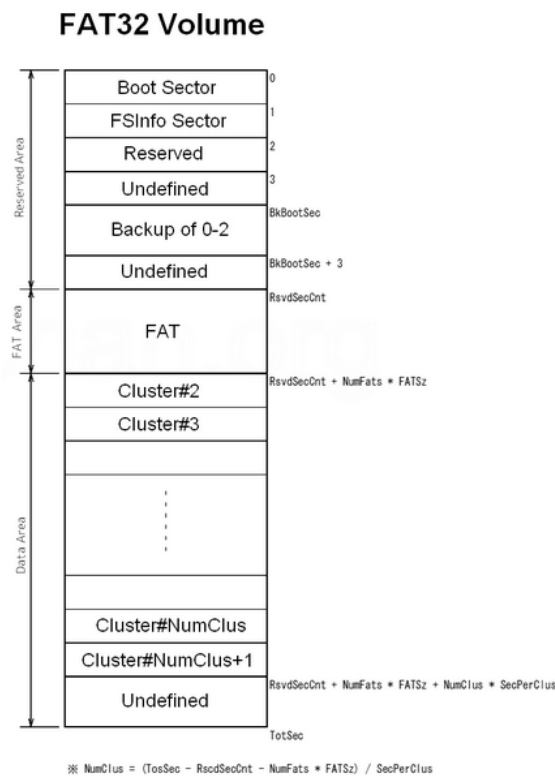 FAT32 Volume
0
Boot Sector
1
FSInfo Sector
2
Reserved
3
Undefined
BkBootSec
Backup of 0-2
BkBootSec + 3
Undefined
Reserved Area
RsvdSecCnt
FAT
FAT Area
RsvdSecCnt + NumFats * FATSz
Cluster#2
Cluster#3
Data Area
Cluster#NumClus
Cluster#NumClus+1
RsvdSecCnt + NumFats * FATSz + NumClus * SecPerClus
Undefined
TotSec
※ NumClus = (TosSec - RscdSecCnt - NumFats * FATSz) / SecPerClus